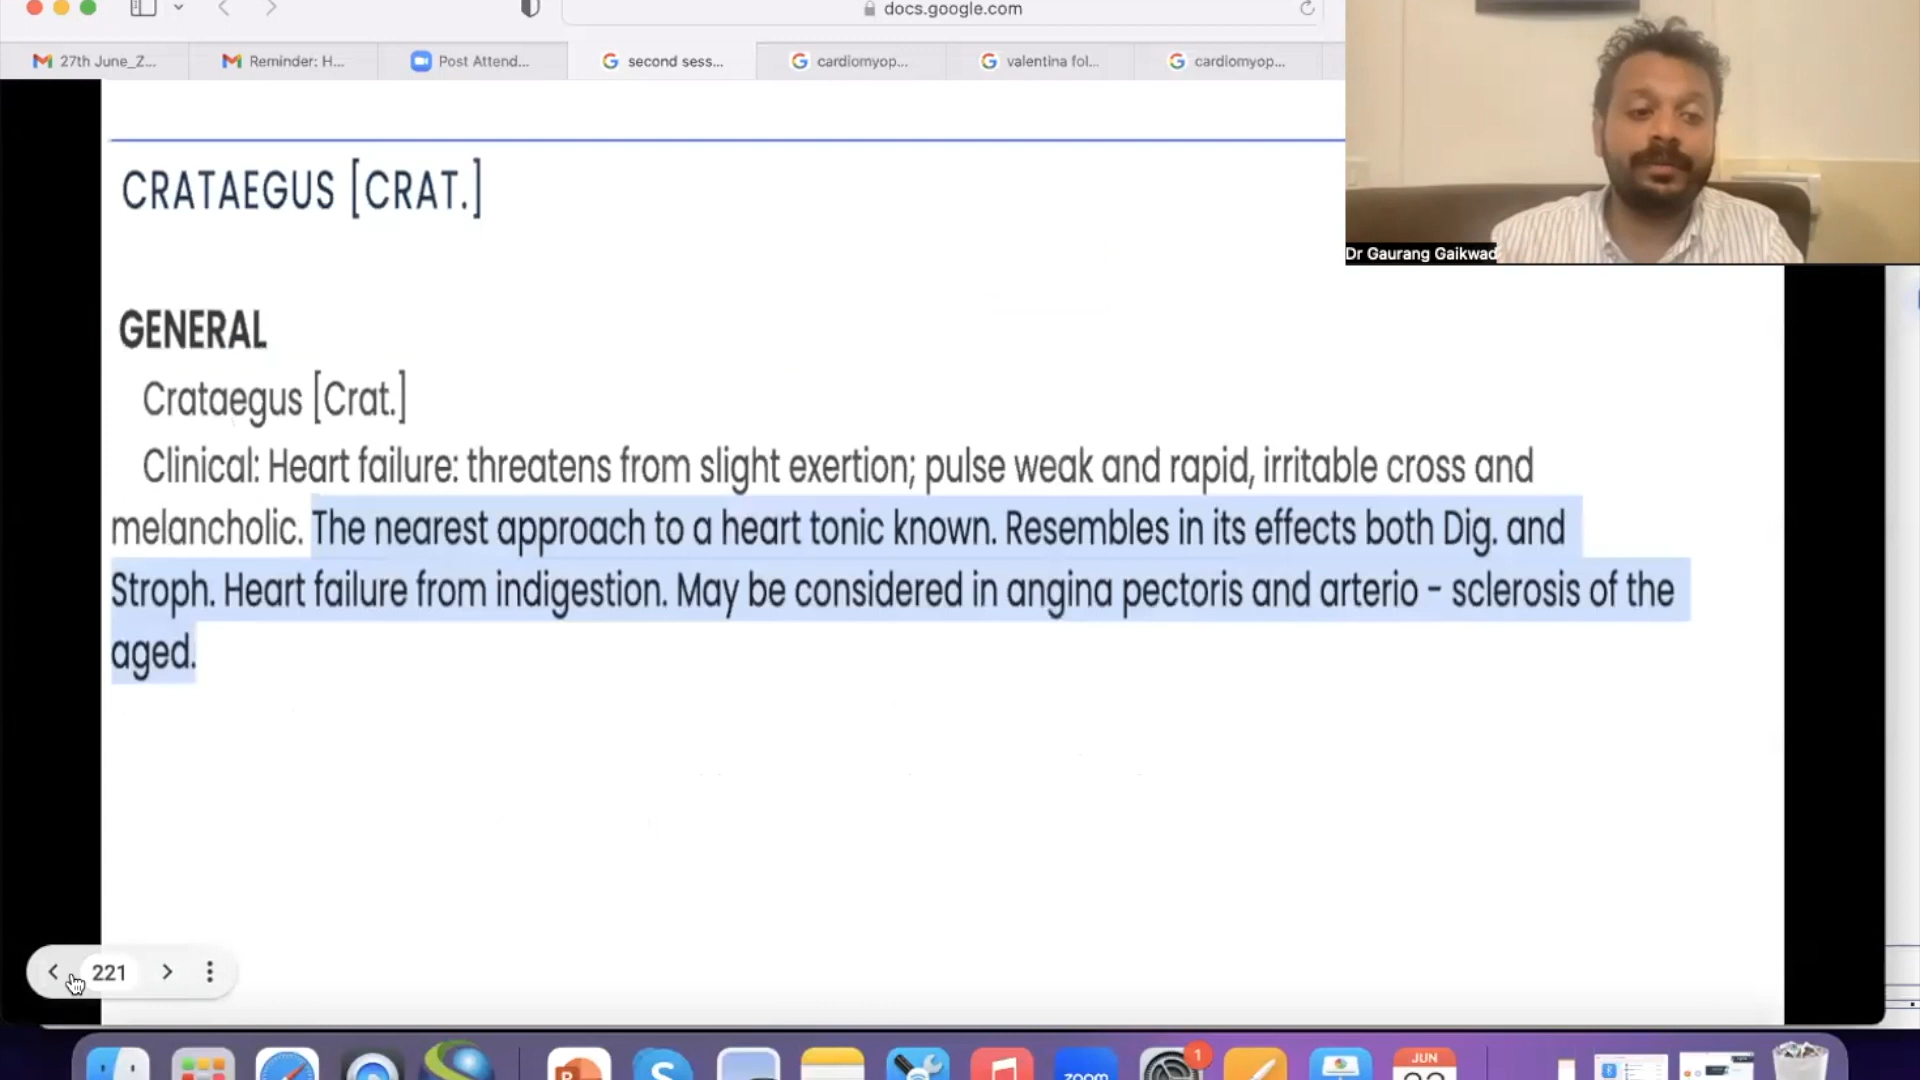 docs.google.com
27th June_Z...
Reminder: H...
Post Attend...
second sess...
cardiomyop...
valentina fol...
cardiomyop...
Dr Gaurang Gaikwad
CRATAEGUS [CRAT.]
GENERAL
Crataegus [Crat.]
Clinical: Heart failure: threatens from slight exertion; pulse weak and rapid, irritable cross and
melancholic. The nearest approach to a heart tonic known. Resembles in its effects both Dig. and
Stroph. Heart failure from indigestion. May be considered in angina pectoris and arterio - sclerosis of the
aged.
221
1
zoom
JUN